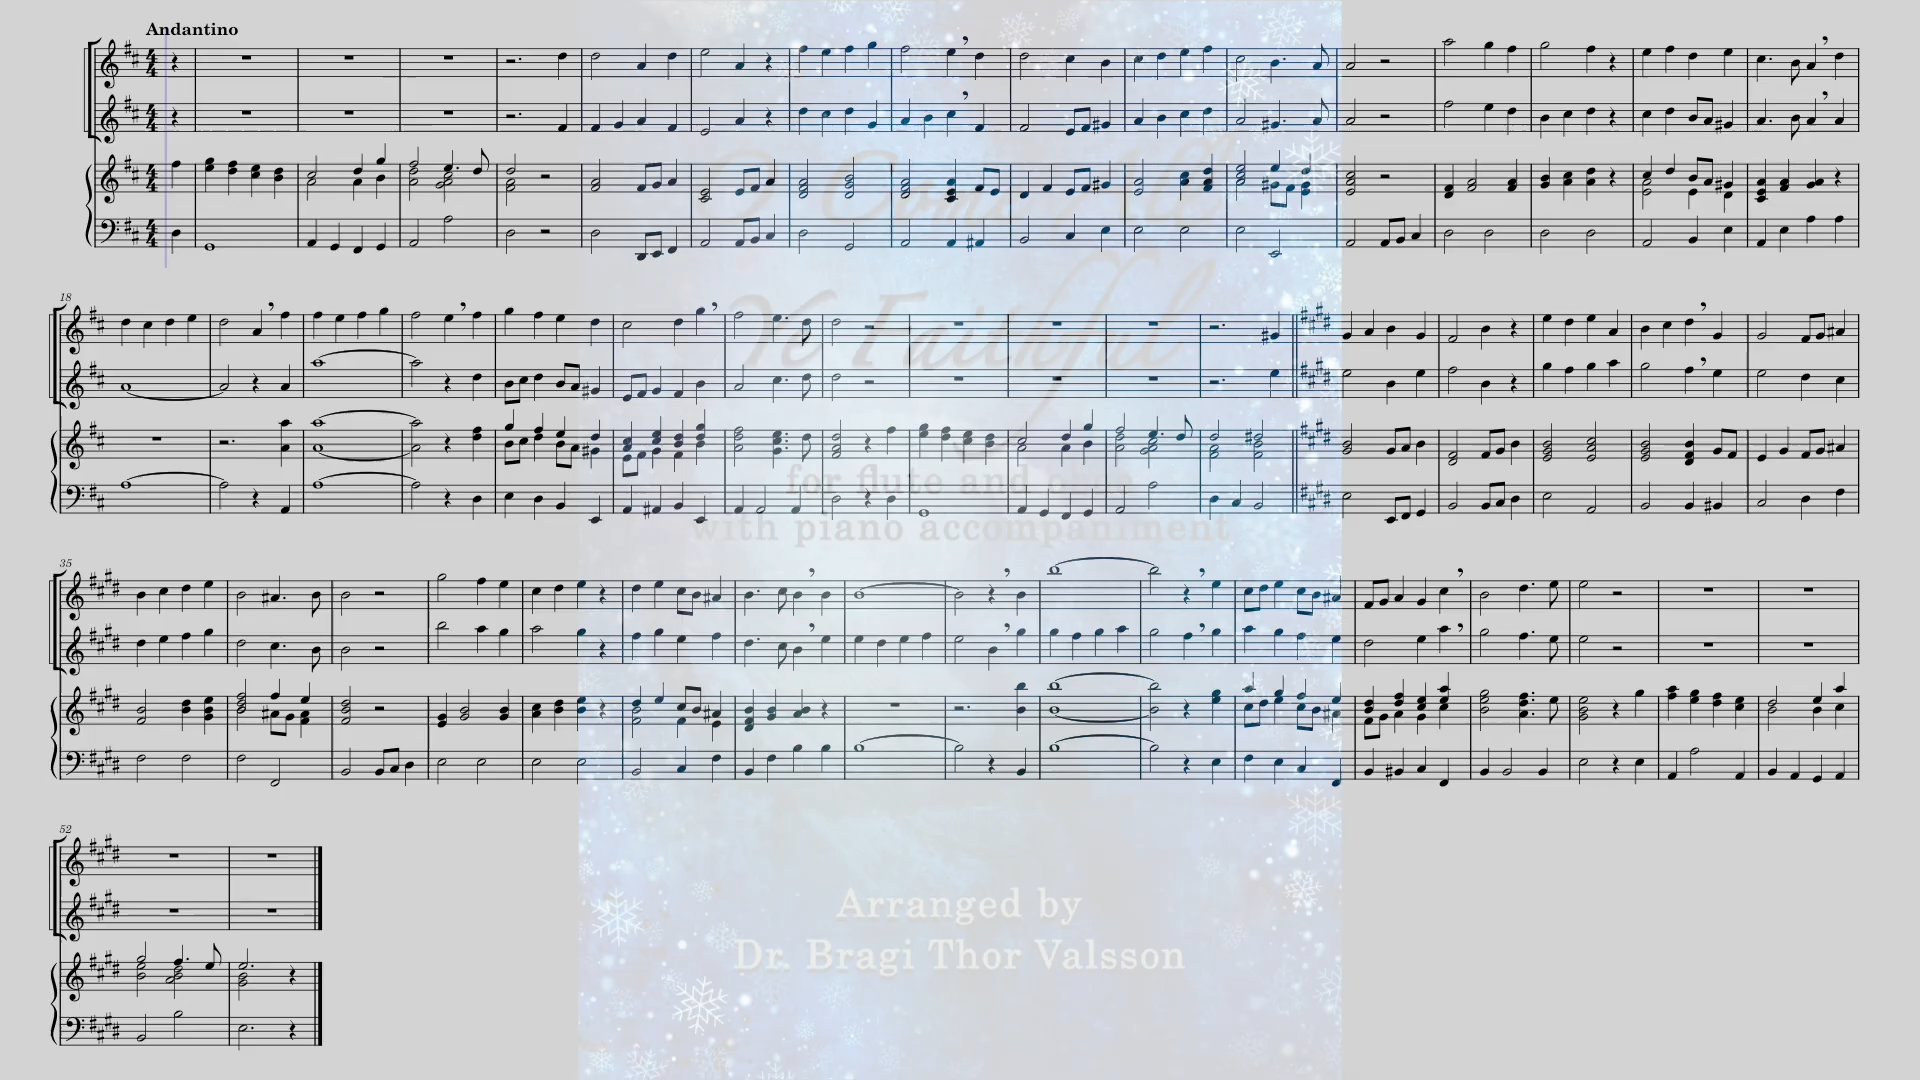 Andantino
O Come All
Ye Faithful
18
for flute and oboe
with piano accompaniment
35
52
Arranged by
Dr. Bragi Thor Valsson